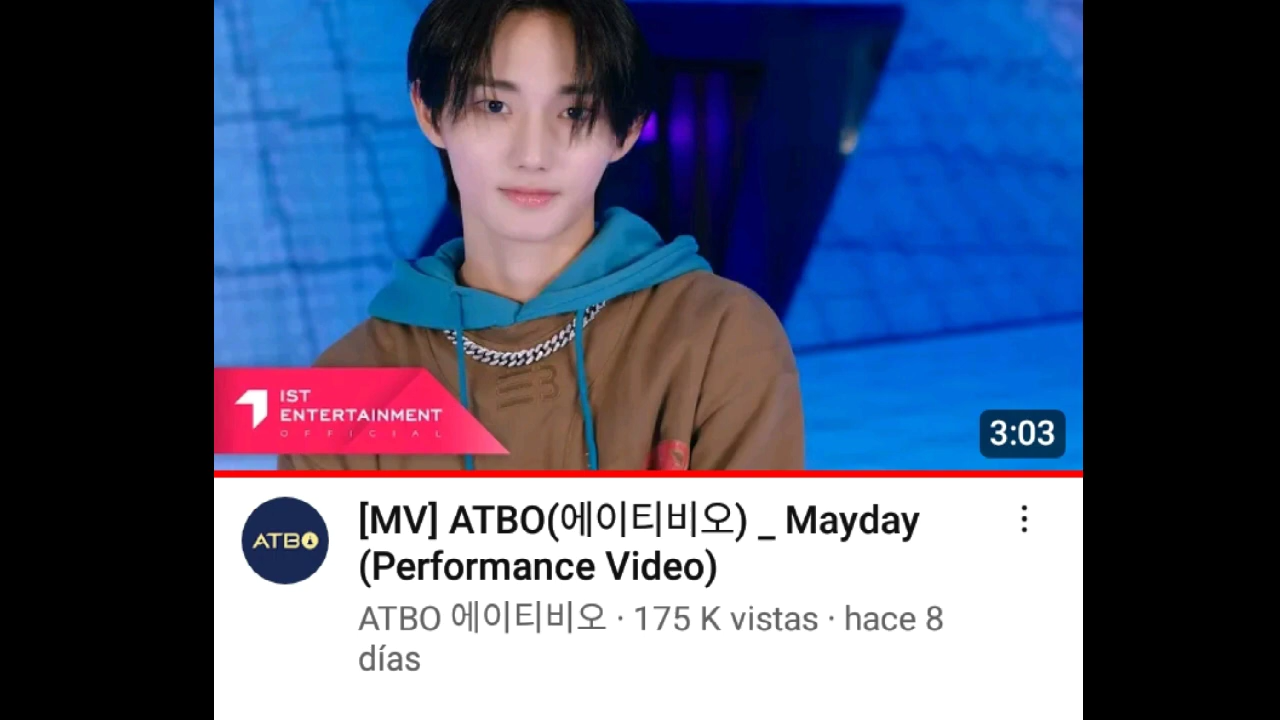 IST
ENTERTAINMENT
OFFICIAL
3:03
ATBO
[MV] ATBO(에이티비오) _ Mayday
(Performance Video)
ATBO 에이티비오 · 175 K vistas · hace 8
días